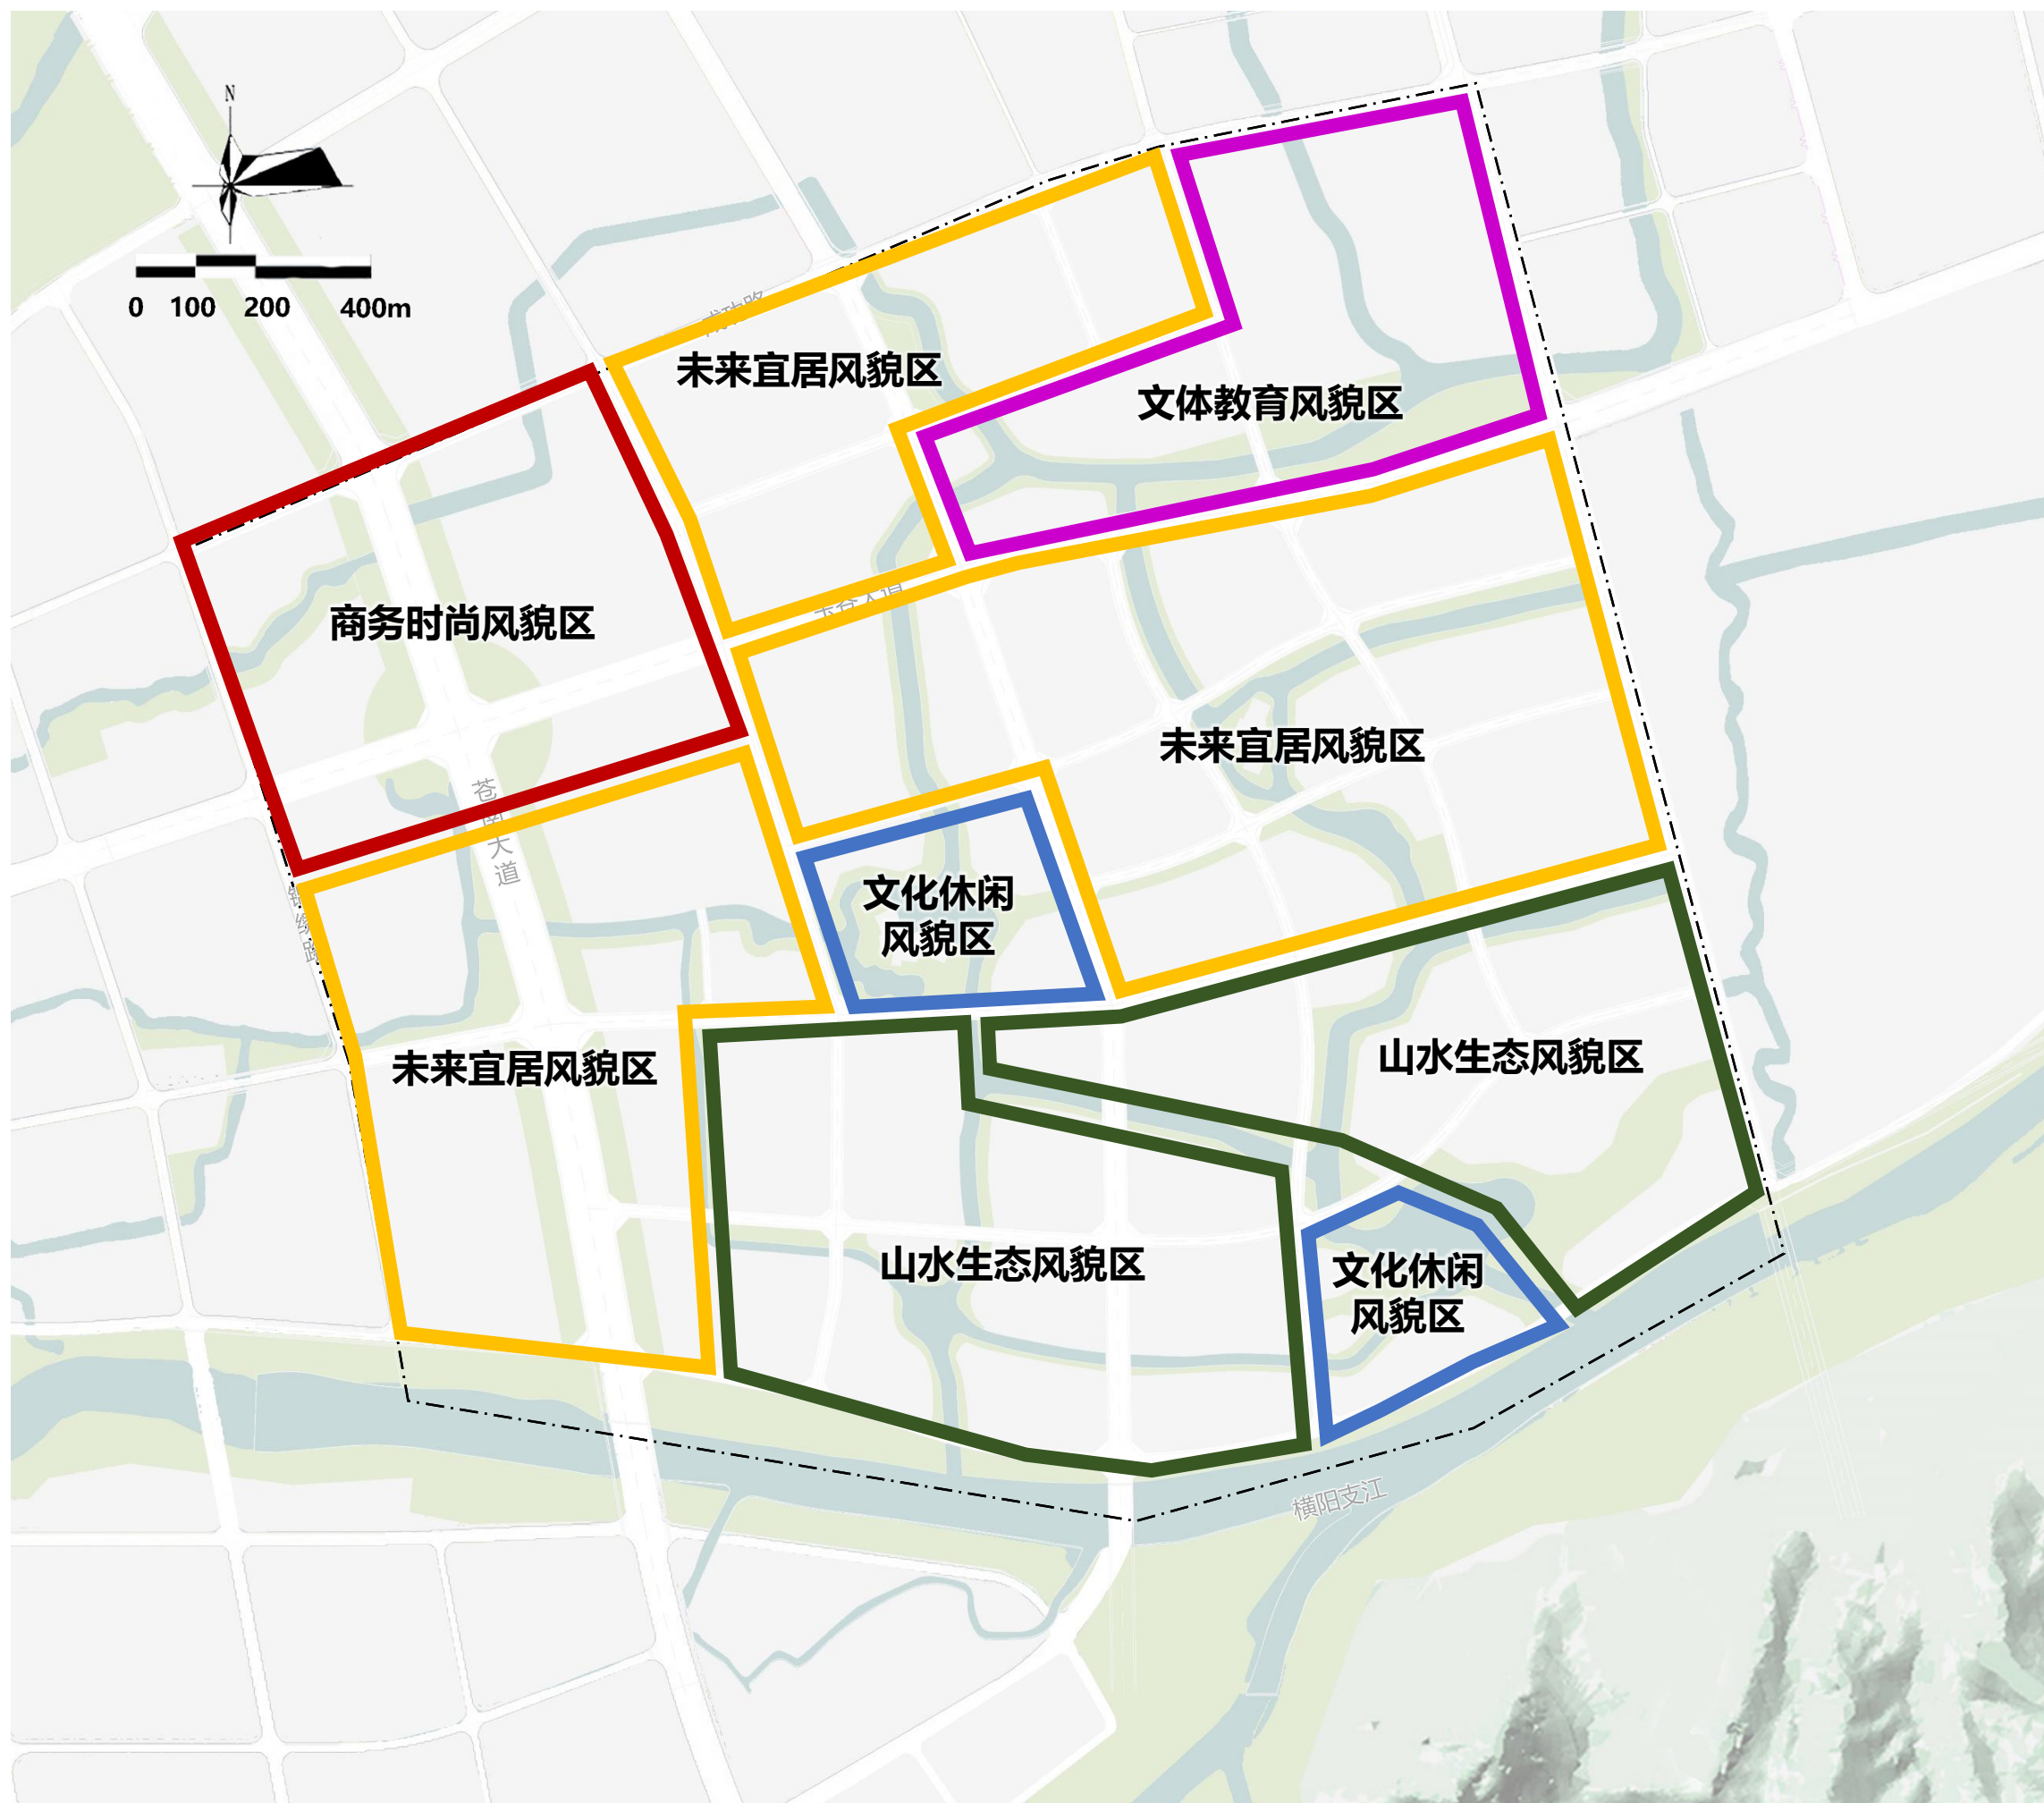 N
0 100 200 400m
未来宜居风貌区
文体教育风貌区
商务时尚风貌区
苍南大道
未来宜居风貌区
文化休闲
风貌区
未来宜居风貌区
山水生态风貌区
山水生态风貌区
文化休闲
风貌区
横阳支江